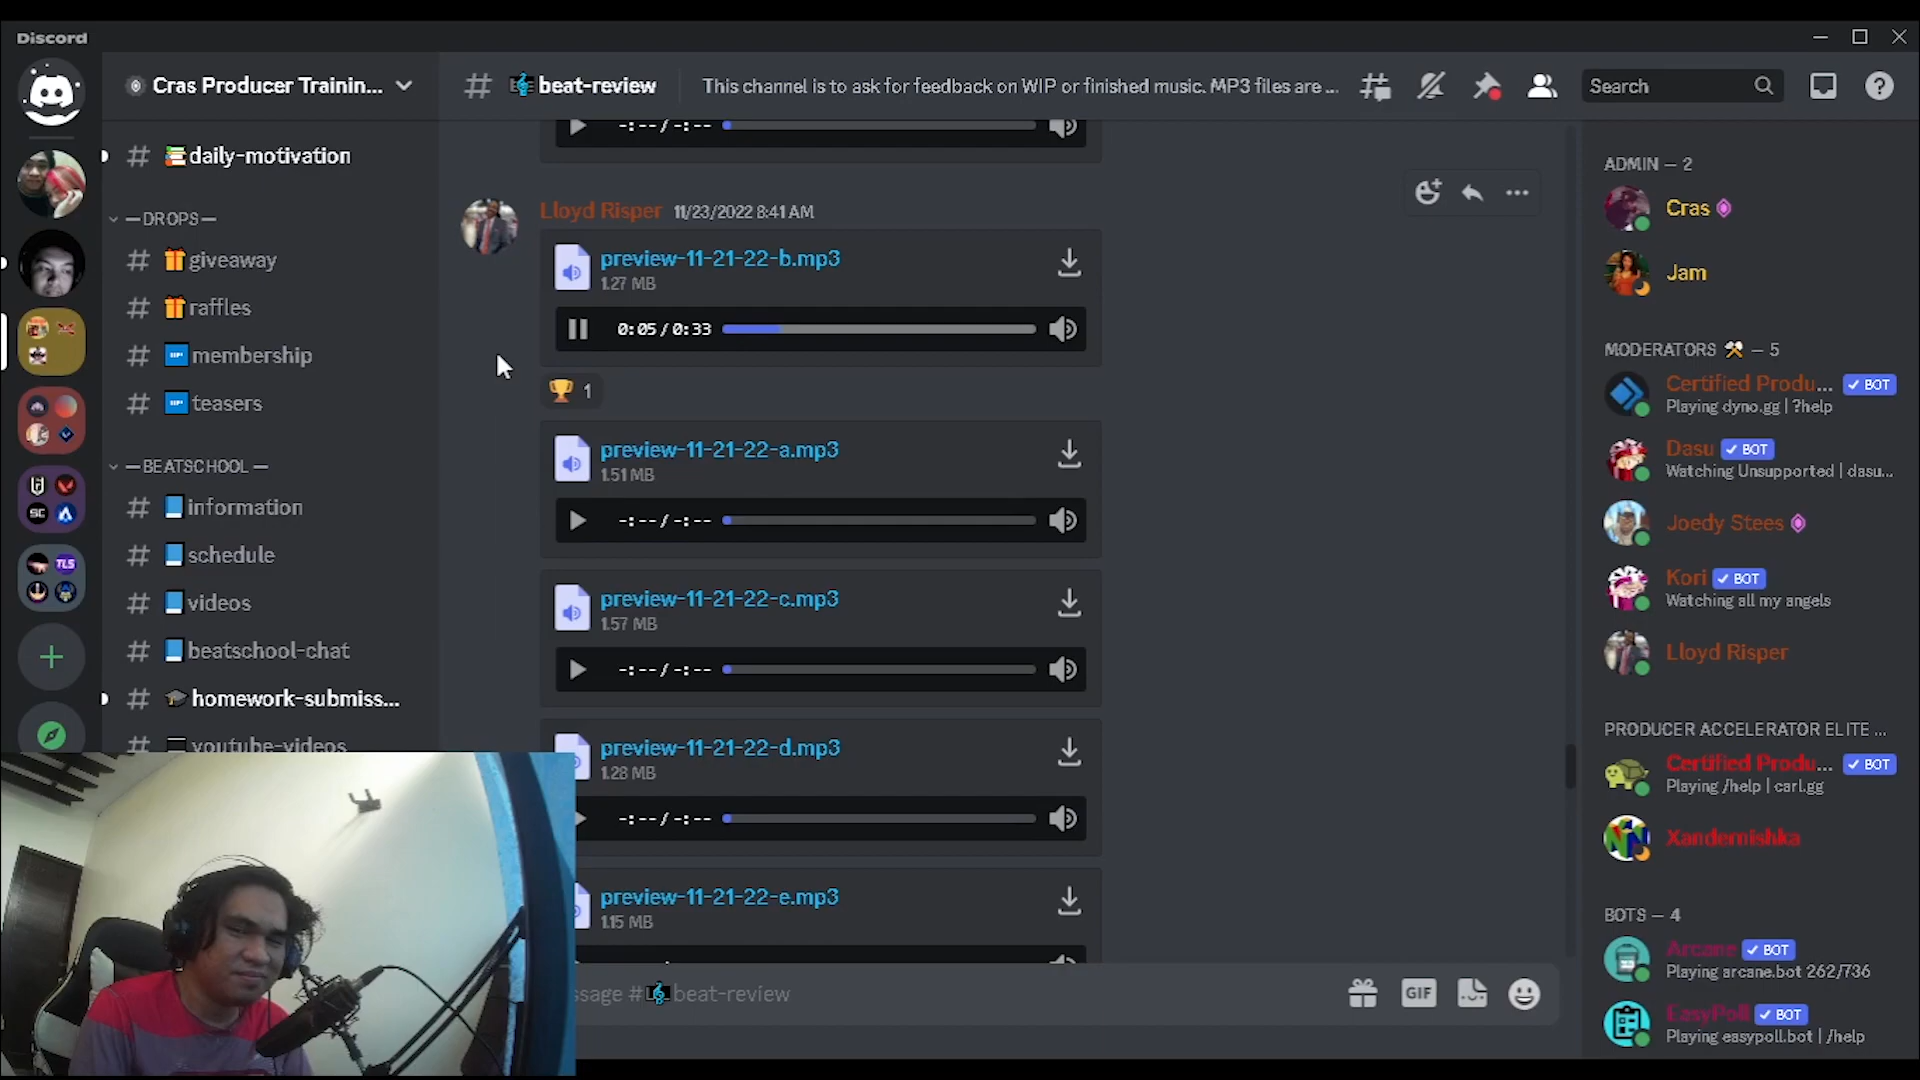 Discord
Cras Producer Trainin...
beat-review
This channel is to ask for feedback on WIP or finished music. MP3 files are ...
Search
daily-motivation
—DROPS—
giveaway
raffles
membership
teasers
—BEATSCHOOL —
information
schedule
videos
beatschool-chat
homework-submiss...
youtube-videos
-:--/-:--
Lloyd Risper 11/23/2022 8:41 AM
preview-11-21-22-b.mp3
1.27 MB
0:05/0:33
1
preview-11-21-22-a.mp3
1.51 MB
-:--/-:--
preview-11-21-22-c.mp3
1.57 MB
-:--/-:--
preview-11-21-22-d.mp3
1.28 MB
-:--/-:--
preview-11-21-22-e.mp3
1.15 MB
ssage # beat-review
GIF
ADMIN — 2
Cras
Jam
MODERATORS ⚒ — 5
Certified Produ... BOT
Playing dyno.gg | ?help
Dasu BOT
Watching Unsupported | dasu...
Joedy Stees
Kori BOT
Watching all my angels
Lloyd Risper
PRODUCER ACCELERATOR ELITE ...
Certified Produ... BOT
Playing /help | carl.gg
Xandernishka
BOTS — 4
Arcane BOT
Playing arcane.bot 262/736
EasyPoll BOT
Playing easypoll.bot | /help
TLS
SC